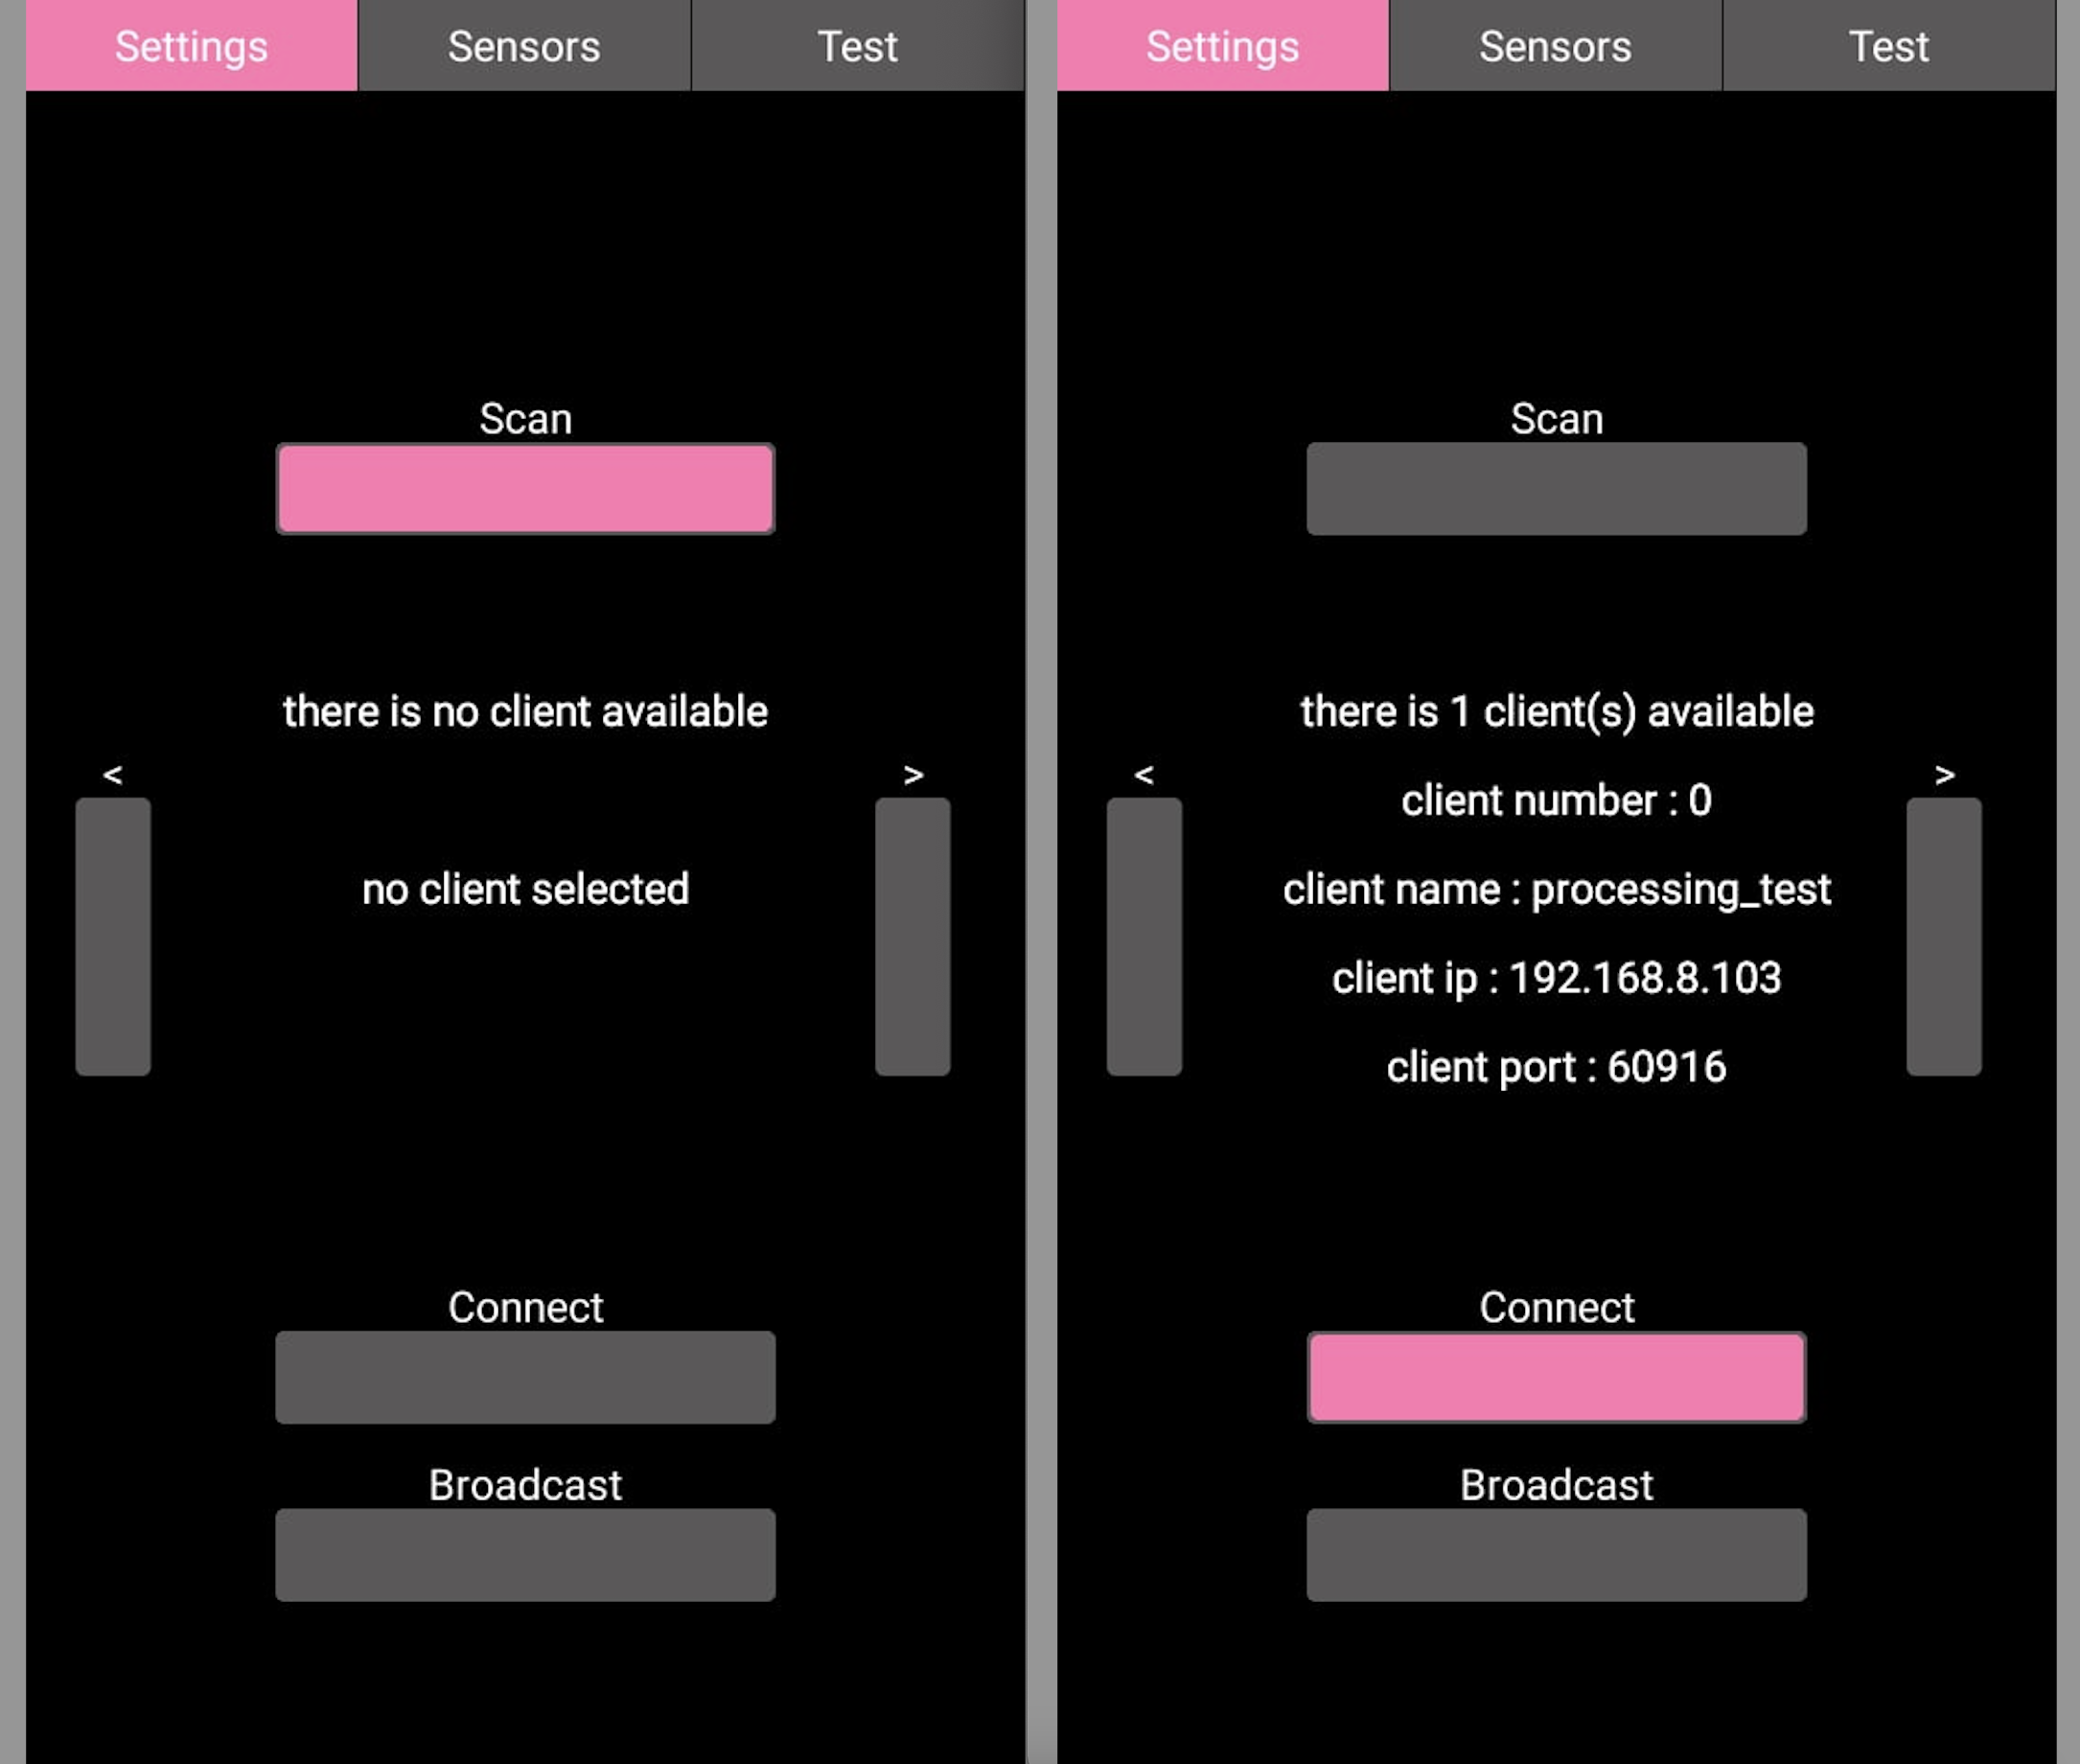 Settings Sensors Test
Scan
there is no client available
< >
no client selected
Connect
Broadcast
Settings Sensors Test
Scan
there is 1 client(s) available
< >
client number : 0
client name : processing_test
client ip : 192.168.8.103
client port : 60916
Connect
Broadcast